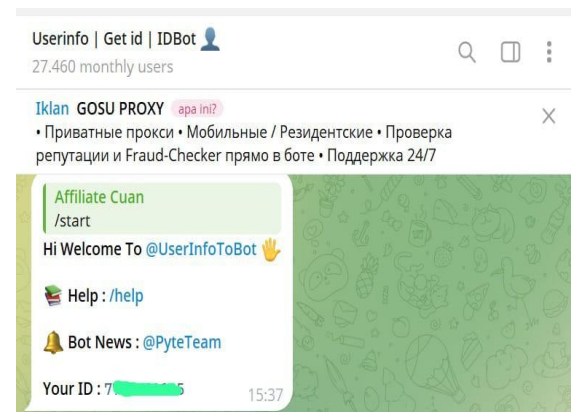 Userinfo | Get id | IDBot 👤
27.460 monthly users
Iklan GOSU PROXY apa ini?
• Приватные прокси • Мобильные / Резидентские • Проверка
репутации и Fraud-Checker прямо в боте • Поддержка 24/7
Affiliate Cuan
/start
Hi Welcome To @UserInfoToBot 🖐
📚 Help : /help
🔔 Bot News : @PyteTeam
Your ID :
15:37